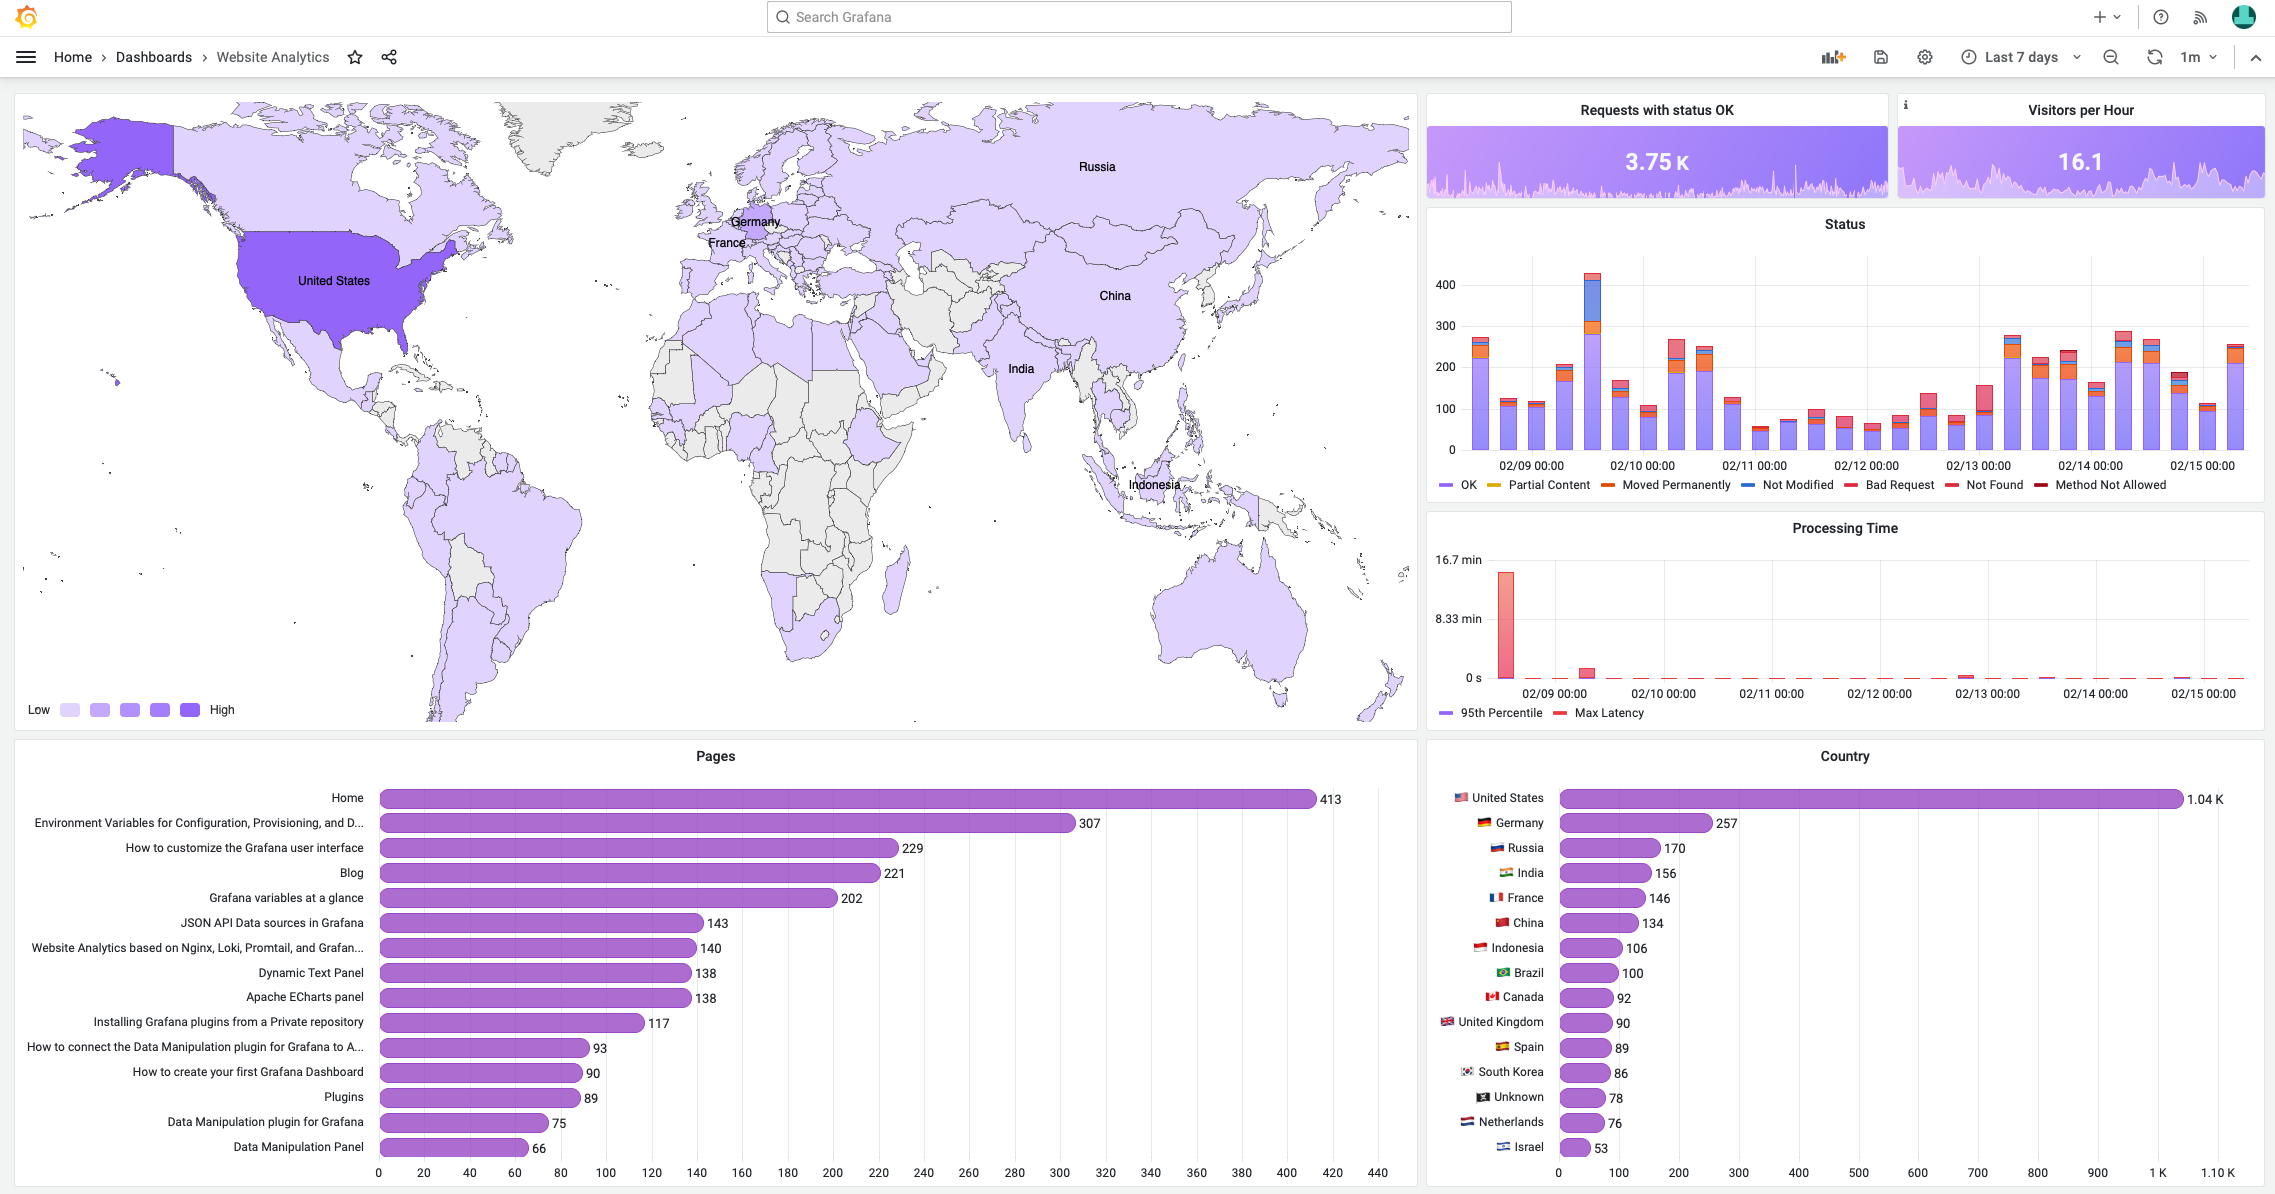 Search Grafana
Home › Dashboards › Website Analytics
Last 7 days
1m
Russia
Germany
France
United States
China
India
Indonesia
Low
High
Requests with status OK
3.75 K
i
Visitors per Hour
16.1
Status
400
300
200
100
0
02/09 00:00 02/10 00:00 02/11 00:00 02/12 00:00 02/13 00:00 02/14 00:00 02/15 00:00
OK Partial Content Moved Permanently Not Modified Bad Request Not Found Method Not Allowed
Processing Time
16.7 min
8.33 min
0 s
02/09 00:00 02/10 00:00 02/11 00:00 02/12 00:00 02/13 00:00 02/14 00:00 02/15 00:00
95th Percentile Max Latency
Pages
Home 413
Environment Variables for Configuration, Provisioning, and D... 307
How to customize the Grafana user interface 229
Blog 221
Grafana variables at a glance 202
JSON API Data sources in Grafana 143
Website Analytics based on Nginx, Loki, Promtail, and Grafan... 140
Dynamic Text Panel 138
Apache ECharts panel 138
Installing Grafana plugins from a Private repository 117
How to connect the Data Manipulation plugin for Grafana to A... 93
How to create your first Grafana Dashboard 90
Plugins 89
Data Manipulation plugin for Grafana 75
Data Manipulation Panel 66
0 20 40 60 80 100 120 140 160 180 200 220 240 260 280 300 320 340 360 380 400 420 440
Country
United States 1.04 K
Germany 257
Russia 170
India 156
France 146
China 134
Indonesia 106
Brazil 100
Canada 92
United Kingdom 90
Spain 89
South Korea 86
Unknown 78
Netherlands 76
Israel 53
0 100 200 300 400 500 600 700 800 900 1 K 1.10 K